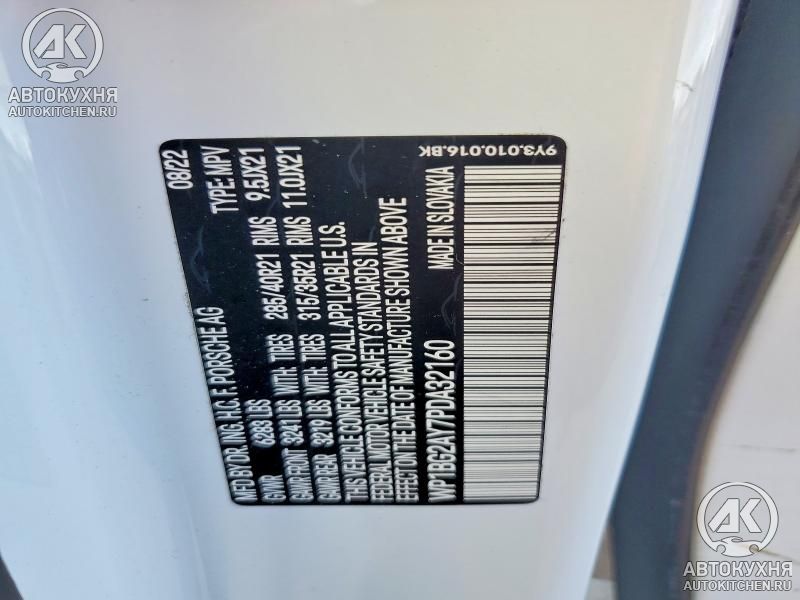 АК
АВТОКУХНЯ
AUTOKITCHEN.RU
MFD BY DR. ING. H.C. F. PORSCHE AG 08/22
GVWR 6283 LBS TYPE: MPV
GAWR FRONT 3241 LBS WITH: TIRES 285/40R21 RIMS 9.5JX21
GAWR REAR 3219 LBS WITH: TIRES 315/35R21 RIMS 11.0JX21
THIS VEHICLE CONFORMS TO ALL APPLICABLE U.S.
FEDERAL MOTOR VEHICLE SAFETY STANDARDS IN
EFFECT ON THE DATE OF MANUFACTURE SHOWN ABOVE
WP1BG2AY7PDA32160 MADE IN SLOVAKIA
9Y3.010.016.BK
АК
АВТОКУХНЯ
AUTOKITCHEN.RU